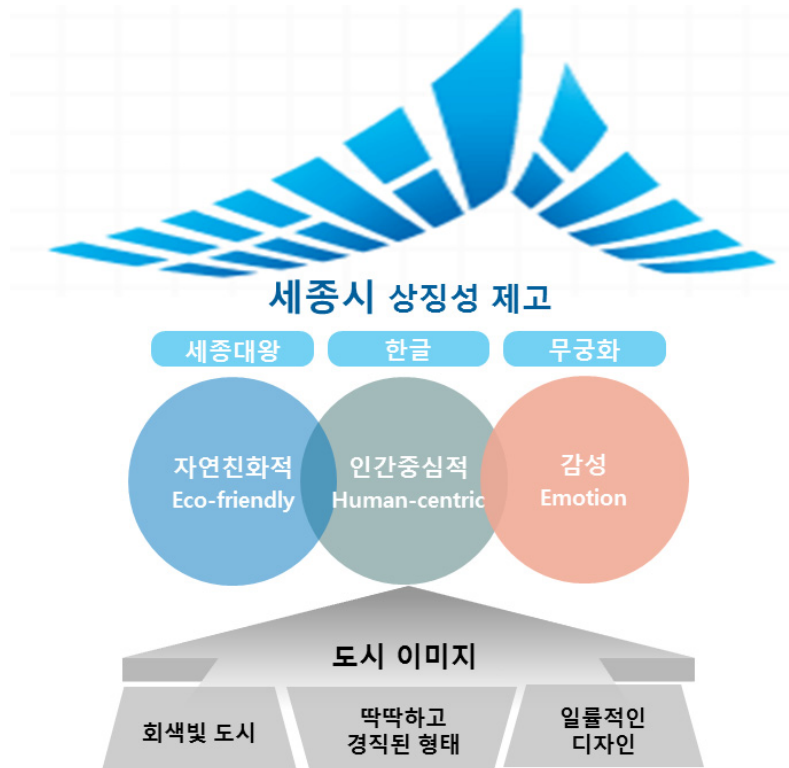 세종시 상징성 제고
세종대왕 한글 무궁화
자연친화적 인간중심적 감성
Eco-friendly Human-centric Emotion
도시 이미지
회색빛 도시
딱딱하고
경직된 형태
일률적인
디자인